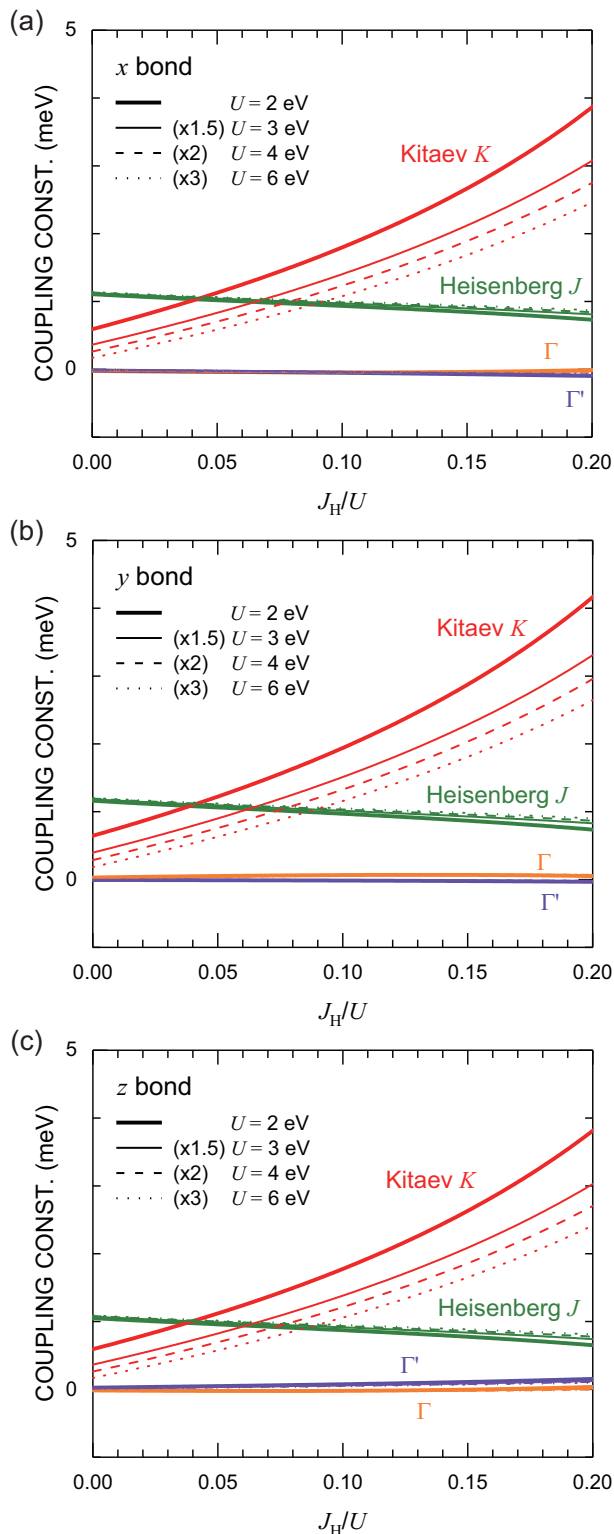 (a)
5
x bond
U = 2 eV
(x1.5) U = 3 eV
(x2) U = 4 eV
(x3) U = 6 eV
Kitaev K
Heisenberg J
Γ
Γ'
0
COUPLING CONST. (meV)
0.00 0.05 0.10 0.15 0.20
J_H/U
(b)
5
y bond
U = 2 eV
(x1.5) U = 3 eV
(x2) U = 4 eV
(x3) U = 6 eV
Kitaev K
Heisenberg J
Γ
Γ'
0
COUPLING CONST. (meV)
0.00 0.05 0.10 0.15 0.20
J_H/U
(c)
5
z bond
U = 2 eV
(x1.5) U = 3 eV
(x2) U = 4 eV
(x3) U = 6 eV
Kitaev K
Heisenberg J
Γ'
Γ
0
COUPLING CONST. (meV)
0.00 0.05 0.10 0.15 0.20
J_H/U